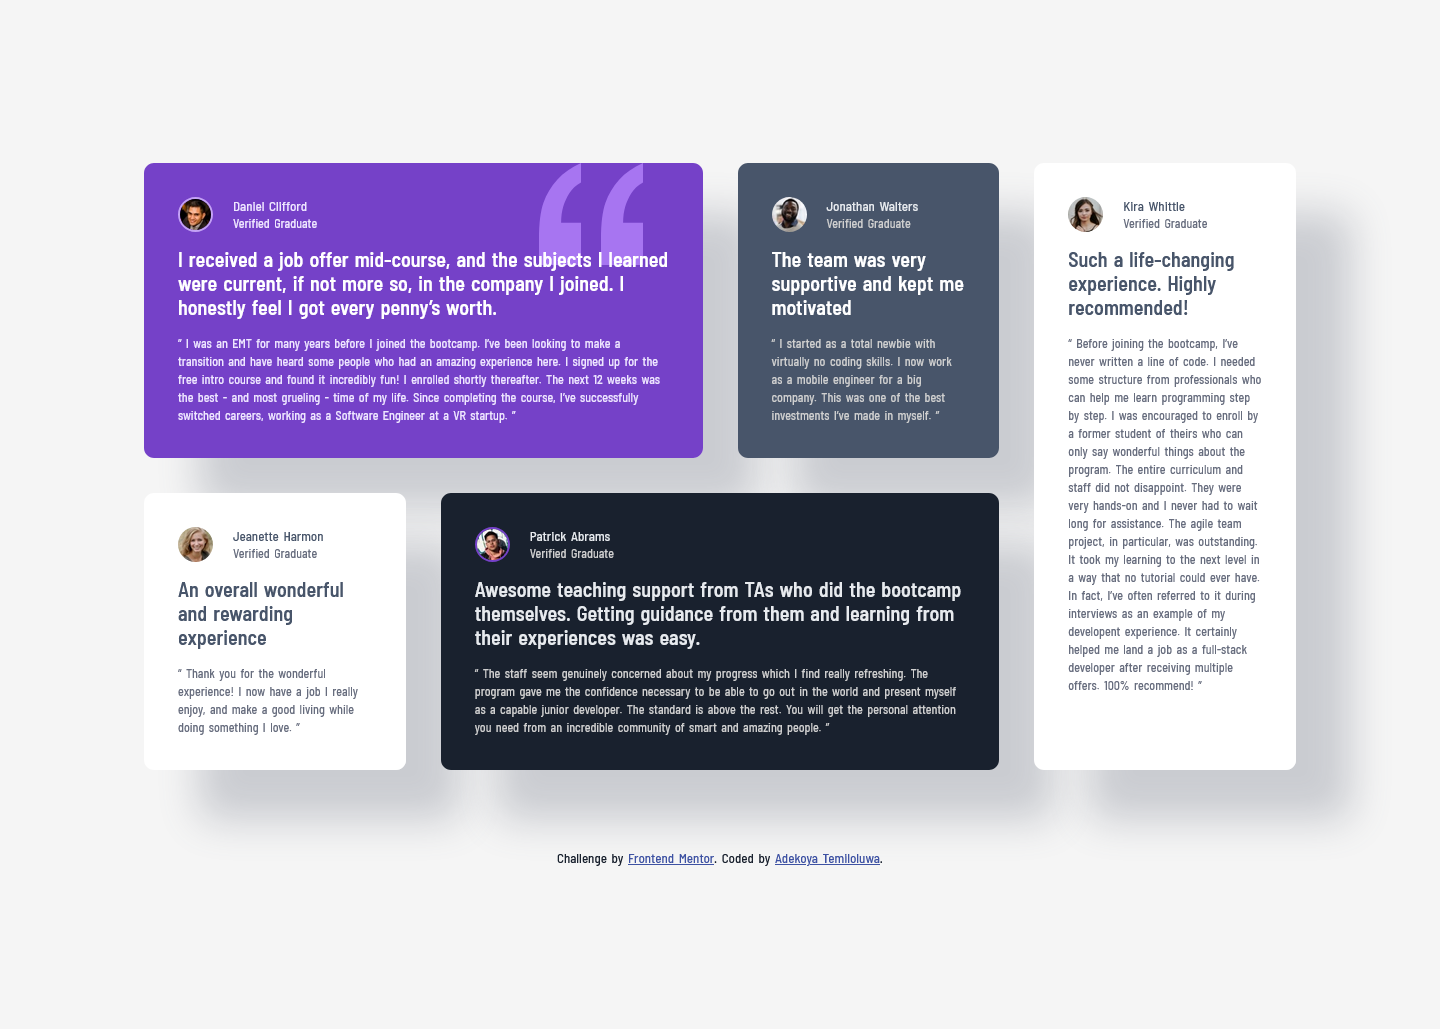 Daniel Clifford
Verified Graduate
I received a job offer mid-course, and the subjects I learned
were current, if not more so, in the company I joined. I
honestly feel I got every penny’s worth.
“ I was an EMT for many years before I joined the bootcamp. I’ve been looking to make a
transition and have heard some people who had an amazing experience here. I signed up for the
free intro course and found it incredibly fun! I enrolled shortly thereafter. The next 12 weeks was
the best - and most grueling - time of my life. Since completing the course, I’ve successfully
switched careers, working as a Software Engineer at a VR startup. ”
Jonathan Walters
Verified Graduate
The team was very
supportive and kept me
motivated
“ I started as a total newbie with
virtually no coding skills. I now work
as a mobile engineer for a big
company. This was one of the best
investments I’ve made in myself. ”
Kira Whittle
Verified Graduate
Such a life-changing
experience. Highly
recommended!
“ Before joining the bootcamp, I’ve
never written a line of code. I needed
some structure from professionals who
can help me learn programming step
by step. I was encouraged to enroll by
a former student of theirs who can
only say wonderful things about the
program. The entire curriculum and
staff did not disappoint. They were
very hands-on and I never had to wait
long for assistance. The agile team
project, in particular, was outstanding.
It took my learning to the next level in
a way that no tutorial could ever have.
In fact, I’ve often referred to it during
interviews as an example of my
developent experience. It certainly
helped me land a job as a full-stack
developer after receiving multiple
offers. 100% recommend! ”
Jeanette Harmon
Verified Graduate
An overall wonderful
and rewarding
experience
“ Thank you for the wonderful
experience! I now have a job I really
enjoy, and make a good living while
doing something I love. ”
Patrick Abrams
Verified Graduate
Awesome teaching support from TAs who did the bootcamp
themselves. Getting guidance from them and learning from
their experiences was easy.
“ The staff seem genuinely concerned about my progress which I find really refreshing. The
program gave me the confidence necessary to be able to go out in the world and present myself
as a capable junior developer. The standard is above the rest. You will get the personal attention
you need from an incredible community of smart and amazing people. ”
Challenge by Frontend Mentor. Coded by Adekoya Temiloluwa.